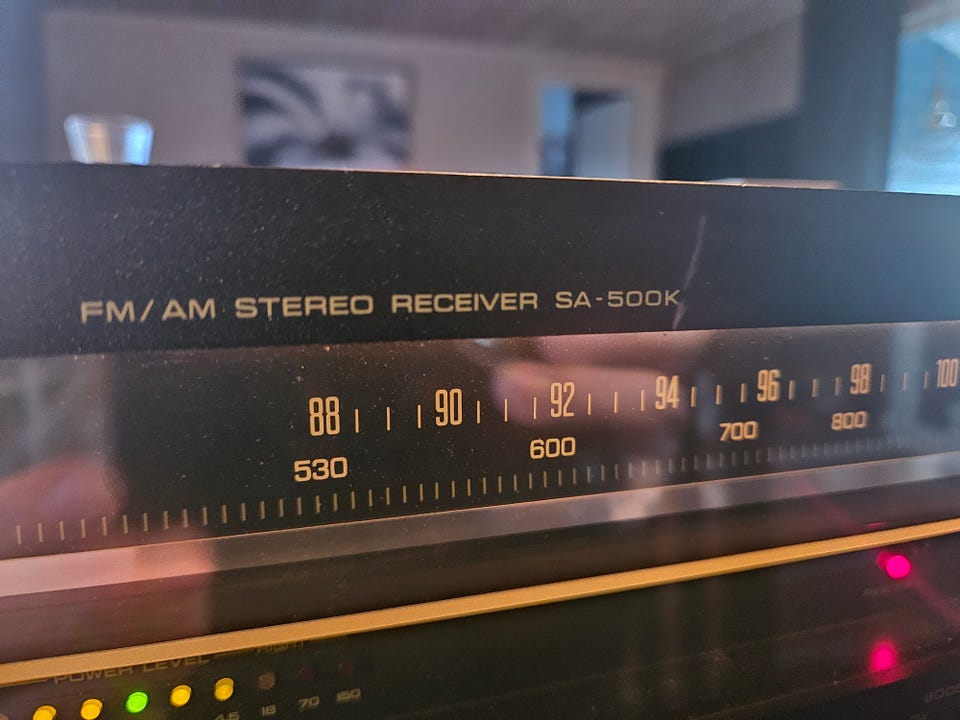 FM/AM STEREO RECEIVER SA-500K
88 90 92 94 96 98 100
530 600 700 800
POWER LEVEL
4.5 18 70 150